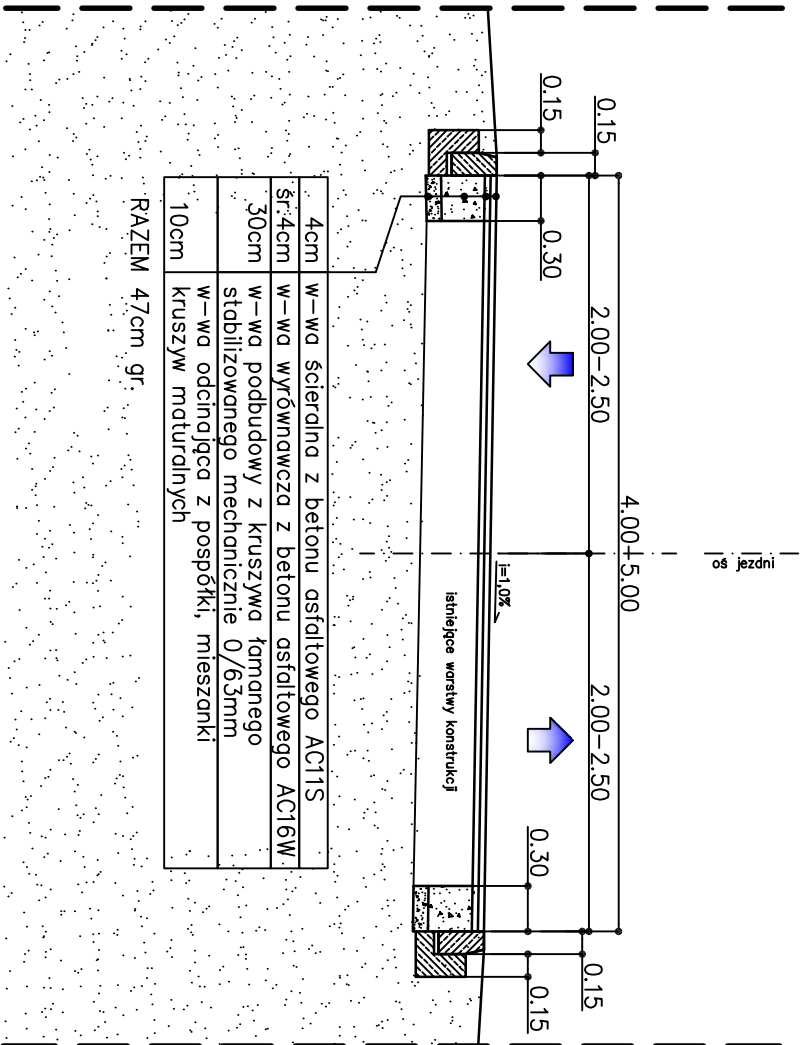 oś jezdni
4.00÷5.00
2.00-2.50
2.00-2.50
0.15
0.15
0.15
0.15
0.30
0.30
i=1,0%
istniejące warstwy konstrukcji
4cm w-wa ścieralna z betonu asfaltowego AC11S
śr.4cm w-wa wyrównawcza z betonu asfaltowego AC16W
30cm w-wa podbudowy z kruszywa łamanego
stabilizowanego mechanicznie 0/63mm
10cm w-wa odcinająca z pospółki, mieszanki
kruszyw maturalnych
RAZEM 47cm gr.